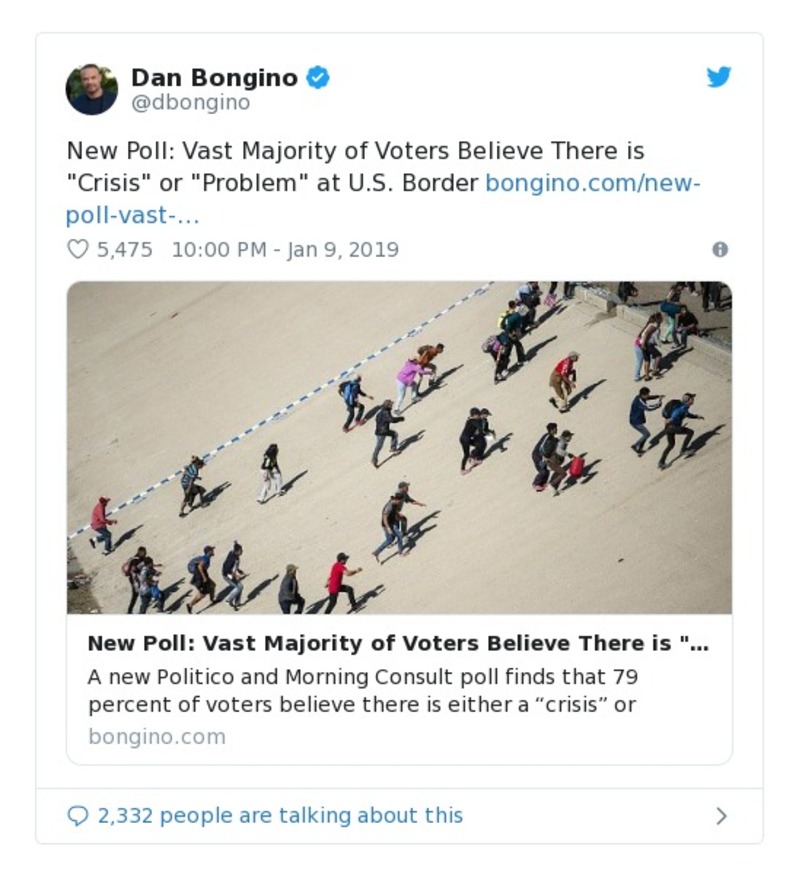 Dan Bongino
@dbongino
New Poll: Vast Majority of Voters Believe There is
"Crisis" or "Problem" at U.S. Border bongino.com/new-
poll-vast-…
5,475 10:00 PM - Jan 9, 2019
New Poll: Vast Majority of Voters Believe There is "...
A new Politico and Morning Consult poll finds that 79
percent of voters believe there is either a “crisis” or
bongino.com
2,332 people are talking about this